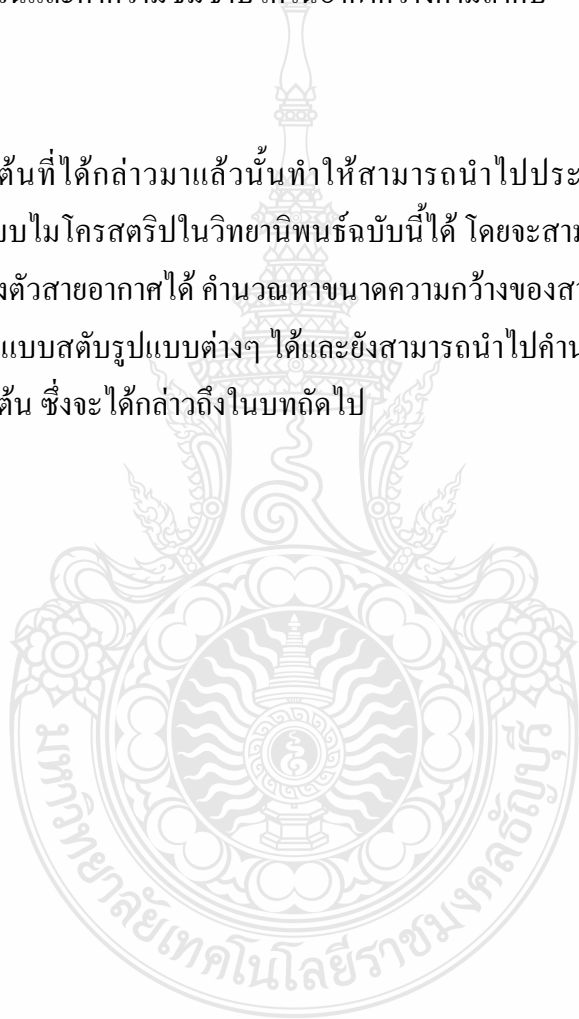 ต้นที่ได้กล่าวมาแล้วนั้นทำให้สามารถนำไปประ
บบไมโครสตริปในวิทยานิพนธ์ฉบับนี้ได้ โดยจะสาม
งตัวสายอากาศได้ คำนวณหาขนาดความกว้างของสา
แบบสตับรูปแบบต่างๆ ได้และยังสามารถนำไปคำน
ต้น ซึ่งจะได้กล่าวถึงในบทถัดไป
มหาวิทยาลัยเทคโนโลยีราชมงคลธัญบุรี